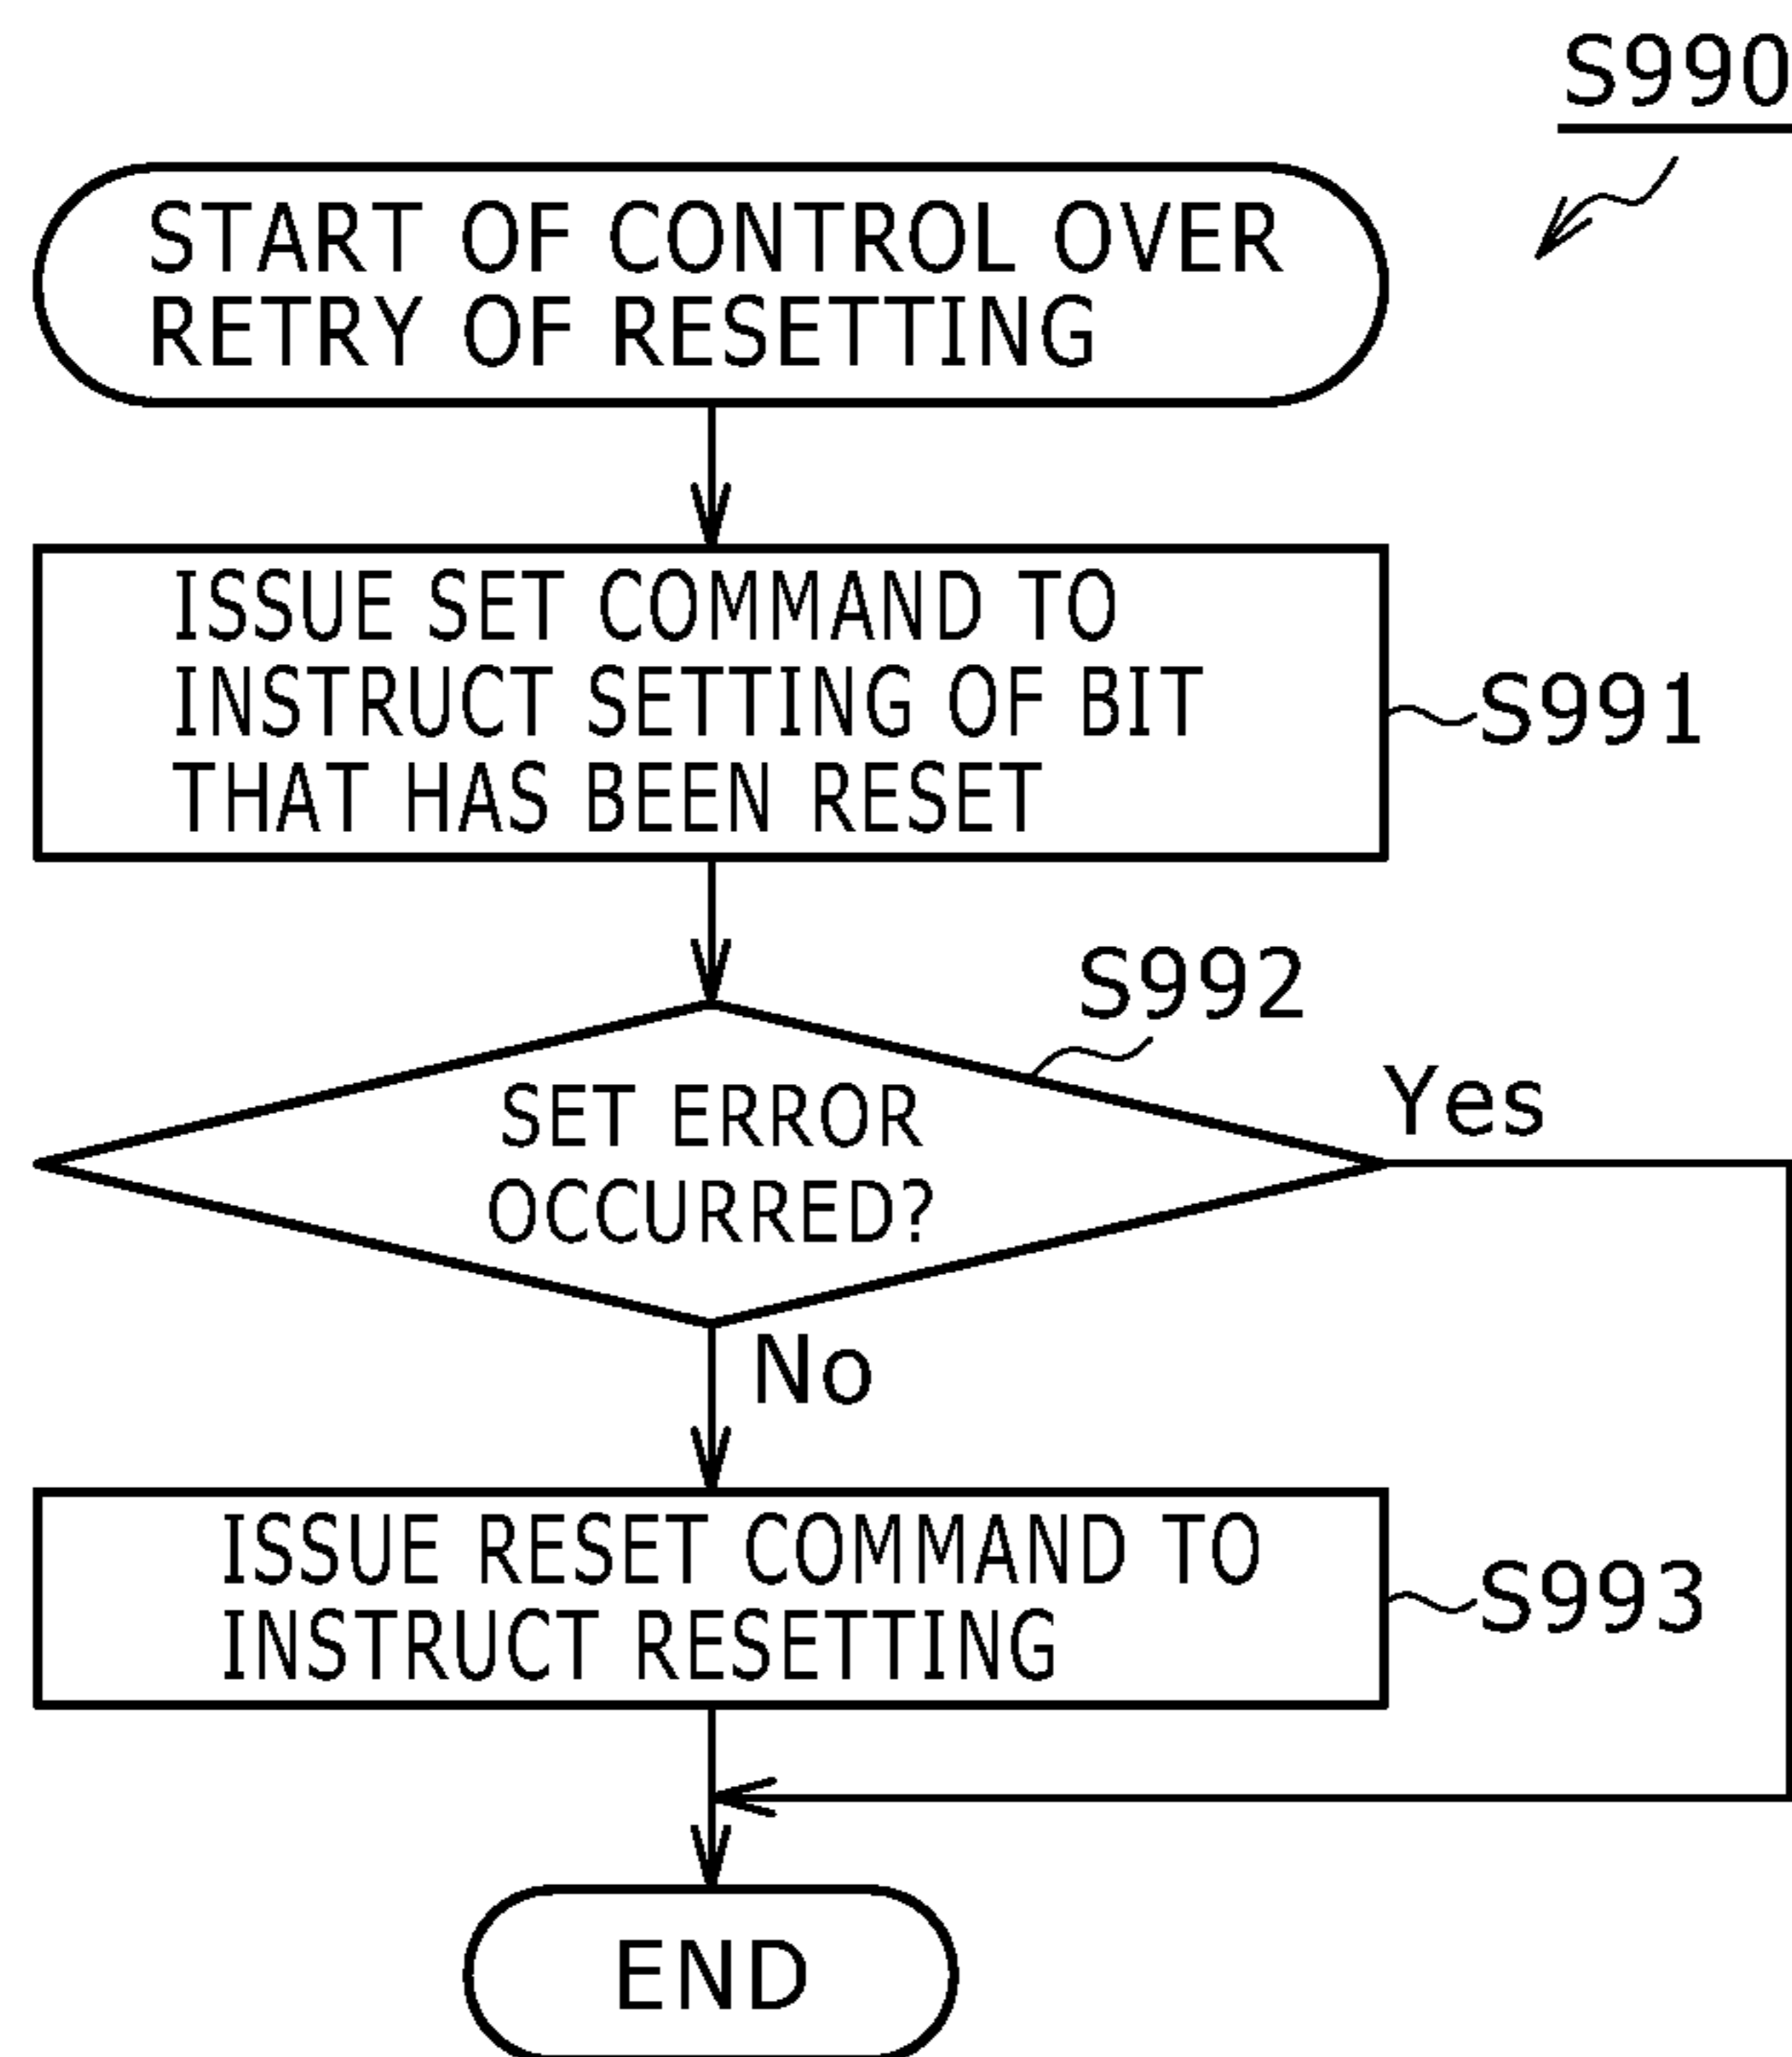 S990
START OF CONTROL OVER
RETRY OF RESETTING
ISSUE SET COMMAND TO
INSTRUCT SETTING OF BIT
THAT HAS BEEN RESET
S991
S992
SET ERROR
OCCURRED?
Yes
No
ISSUE RESET COMMAND TO
INSTRUCT RESETTING
S993
END